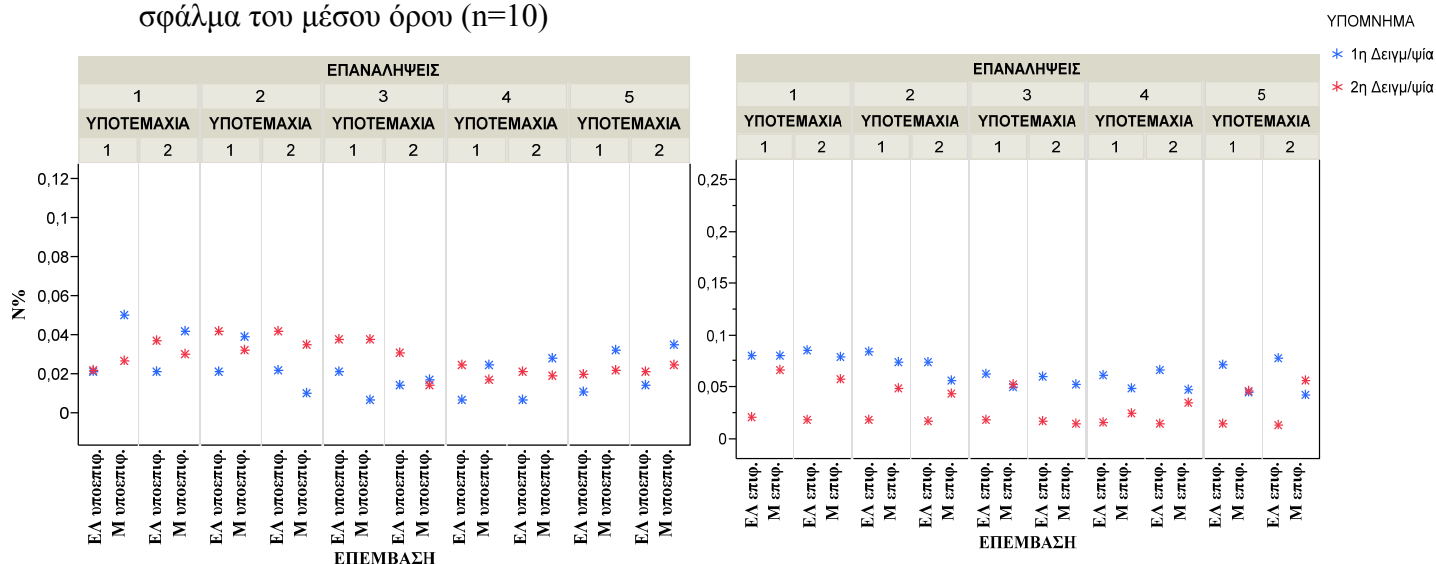 σφάλμα του μέσου όρου (n=10)
ΥΠΟΜΝΗΜΑ
1η Δειγμ/ψία
2η Δειγμ/ψία
ΕΠΑΝΑΛΗΨΕΙΣ
1 2 3 4 5
ΥΠΟΤΕΜΑΧΙΑ ΥΠΟΤΕΜΑΧΙΑ ΥΠΟΤΕΜΑΧΙΑ ΥΠΟΤΕΜΑΧΙΑ ΥΠΟΤΕΜΑΧΙΑ
1 2 1 2 1 2 1 2 1 2
0,12
0,1
0,08
0,06
0,04
0,02
0
N%
ΕΛ υποεπιφ. Μ υποεπιφ. ΕΛ υποεπιφ. Μ υποεπιφ. ΕΛ υποεπιφ. Μ υποεπιφ. ΕΛ υποεπιφ. Μ υποεπιφ. ΕΛ υποεπιφ. Μ υποεπιφ. ΕΛ υποεπιφ. Μ υποεπιφ. ΕΛ υποεπιφ. Μ υποεπιφ. ΕΛ υποεπιφ. Μ υποεπιφ. ΕΛ υποεπιφ. Μ υποεπιφ. ΕΛ υποεπιφ. Μ υποεπιφ.
ΕΠΕΜΒΑΣΗ
ΕΠΑΝΑΛΗΨΕΙΣ
1 2 3 4 5
ΥΠΟΤΕΜΑΧΙΑ ΥΠΟΤΕΜΑΧΙΑ ΥΠΟΤΕΜΑΧΙΑ ΥΠΟΤΕΜΑΧΙΑ ΥΠΟΤΕΜΑΧΙΑ
1 2 1 2 1 2 1 2 1 2
0,25
0,2
0,15
0,1
0,05
0
ΕΛ επιφ. Μ επιφ. ΕΛ επιφ. Μ επιφ. ΕΛ επιφ. Μ επιφ. ΕΛ επιφ. Μ επιφ. ΕΛ επιφ. Μ επιφ. ΕΛ επιφ. Μ επιφ. ΕΛ επιφ. Μ επιφ. ΕΛ επιφ. Μ επιφ. ΕΛ επιφ. Μ επιφ. ΕΛ επιφ. Μ επιφ.
ΕΠΕΜΒΑΣΗ